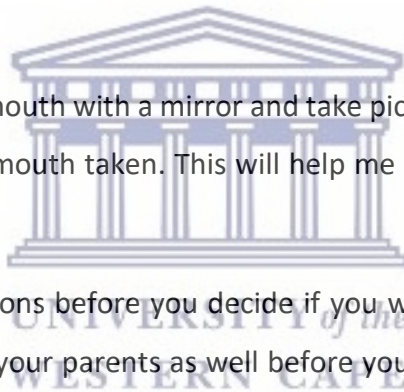 mouth with a mirror and take pic
mouth taken. This will help me
ons before you decide if you w
UNIVERSITY of the
your parents as well before you
WESTERN CAPE